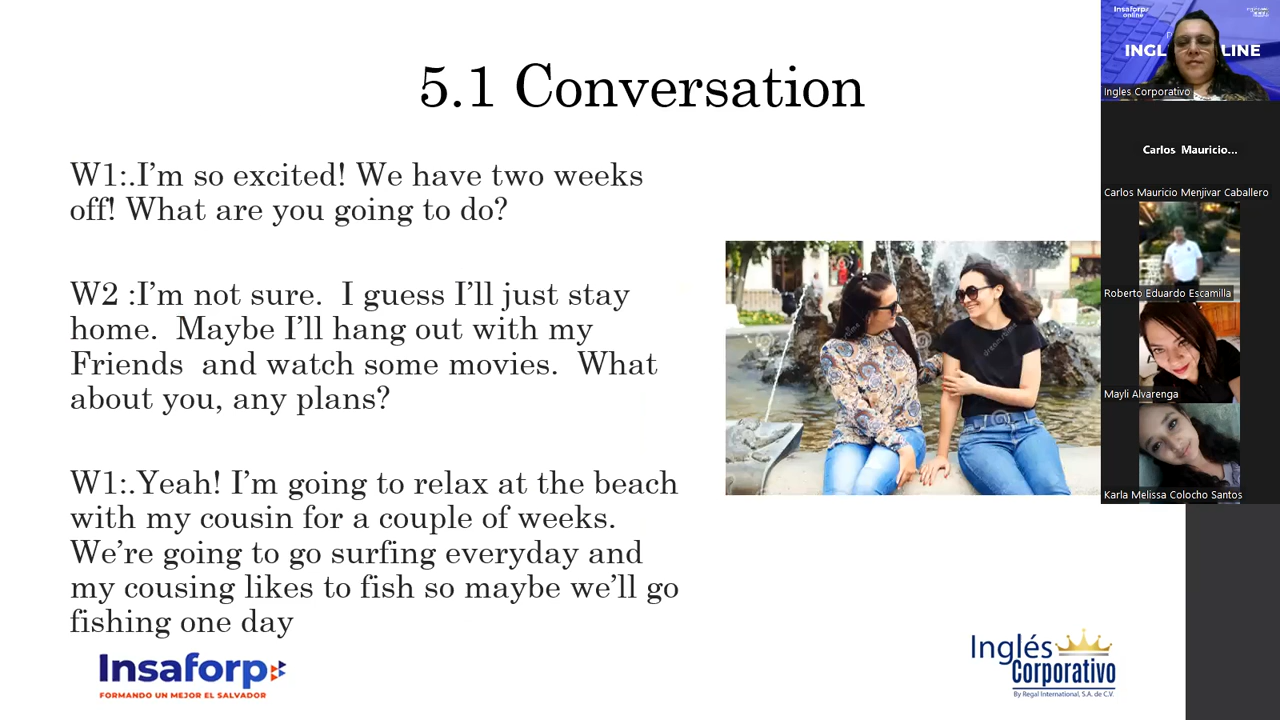 5.1 Conversation
W1:.I’m so excited! We have two weeks
off! What are you going to do?
W2 :I’m not sure.  I guess I’ll just stay
home.  Maybe I’ll hang out with my
Friends  and watch some movies.  What
about you, any plans?
W1:.Yeah! I’m going to relax at the beach
with my cousin for a couple of weeks.
We’re going to go surfing everyday and
my cousing likes to fish so maybe we’ll go
fishing one day
Insaforp
FORMANDO UN MEJOR EL SALVADOR
Inglés
Corporativo
By Regal International, S.A. de C.V.
Insaforp
online
INGL LINE
Ingles Corporativo
Carlos Mauricio...
Carlos Mauricio Menjivar Caballero
Roberto Eduardo Escamilla
Mayli Alvarenga
Karla Melissa Colocho Santos